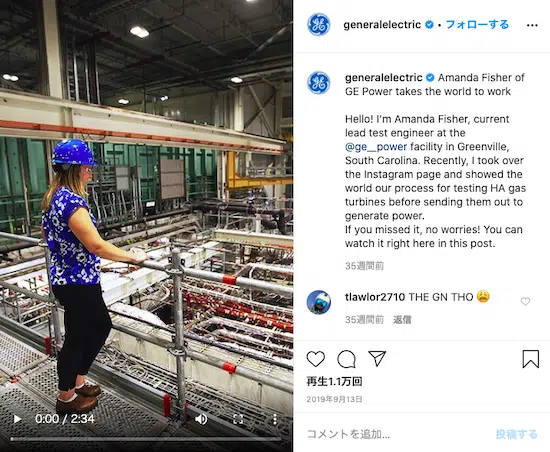 generalelectric • フォローする
generalelectric Amanda Fisher of
GE Power takes the world to work
Hello! I'm Amanda Fisher, current
lead test engineer at the
@ge__power facility in Greenville,
South Carolina. Recently, I took over
the Instagram page and showed the
world our process for testing HA gas
turbines before sending them out to
generate power.
If you missed it, no worries! You can
watch it right here in this post.
35週間前
tlawlor2710 THE GN THO 😩
35週間前 返信
0:00 / 2:34
再生1.1万回
2019年9月13日
コメントを追加... 投稿する